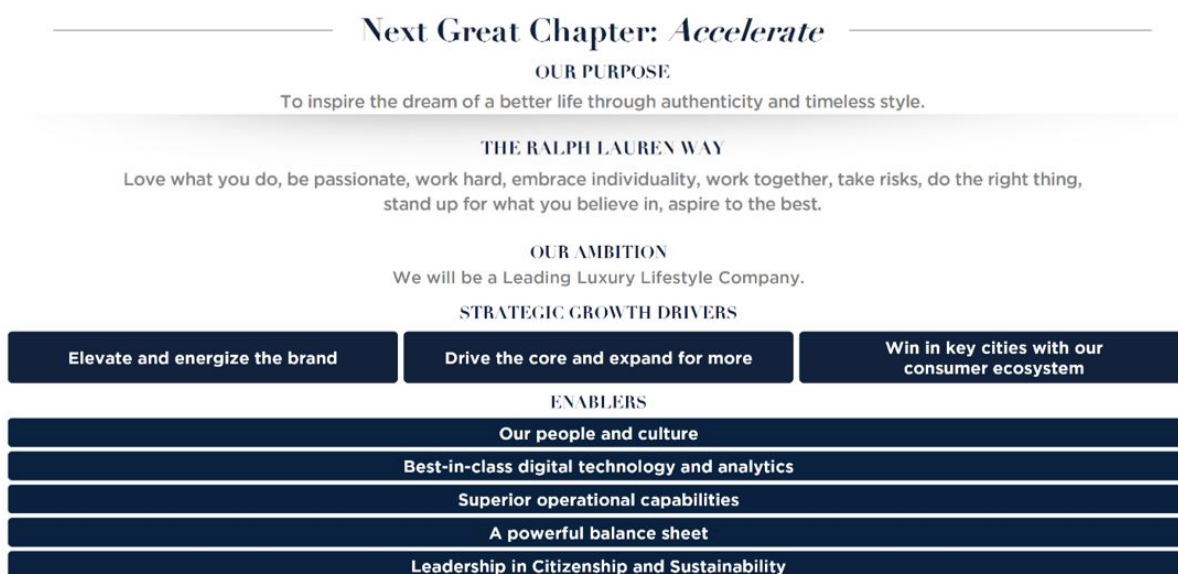 Next Great Chapter: Accelerate
OUR PURPOSE
To inspire the dream of a better life through authenticity and timeless style.
THE RALPH LAUREN WAY
Love what you do, be passionate, work hard, embrace individuality, work together, take risks, do the right thing,
stand up for what you believe in, aspire to the best.
OUR AMBITION
We will be a Leading Luxury Lifestyle Company.
STRATEGIC GROWTH DRIVERS
Elevate and energize the brand
Drive the core and expand for more
Win in key cities with our
consumer ecosystem
ENABLERS
Our people and culture
Best-in-class digital technology and analytics
Superior operational capabilities
A powerful balance sheet
Leadership in Citizenship and Sustainability